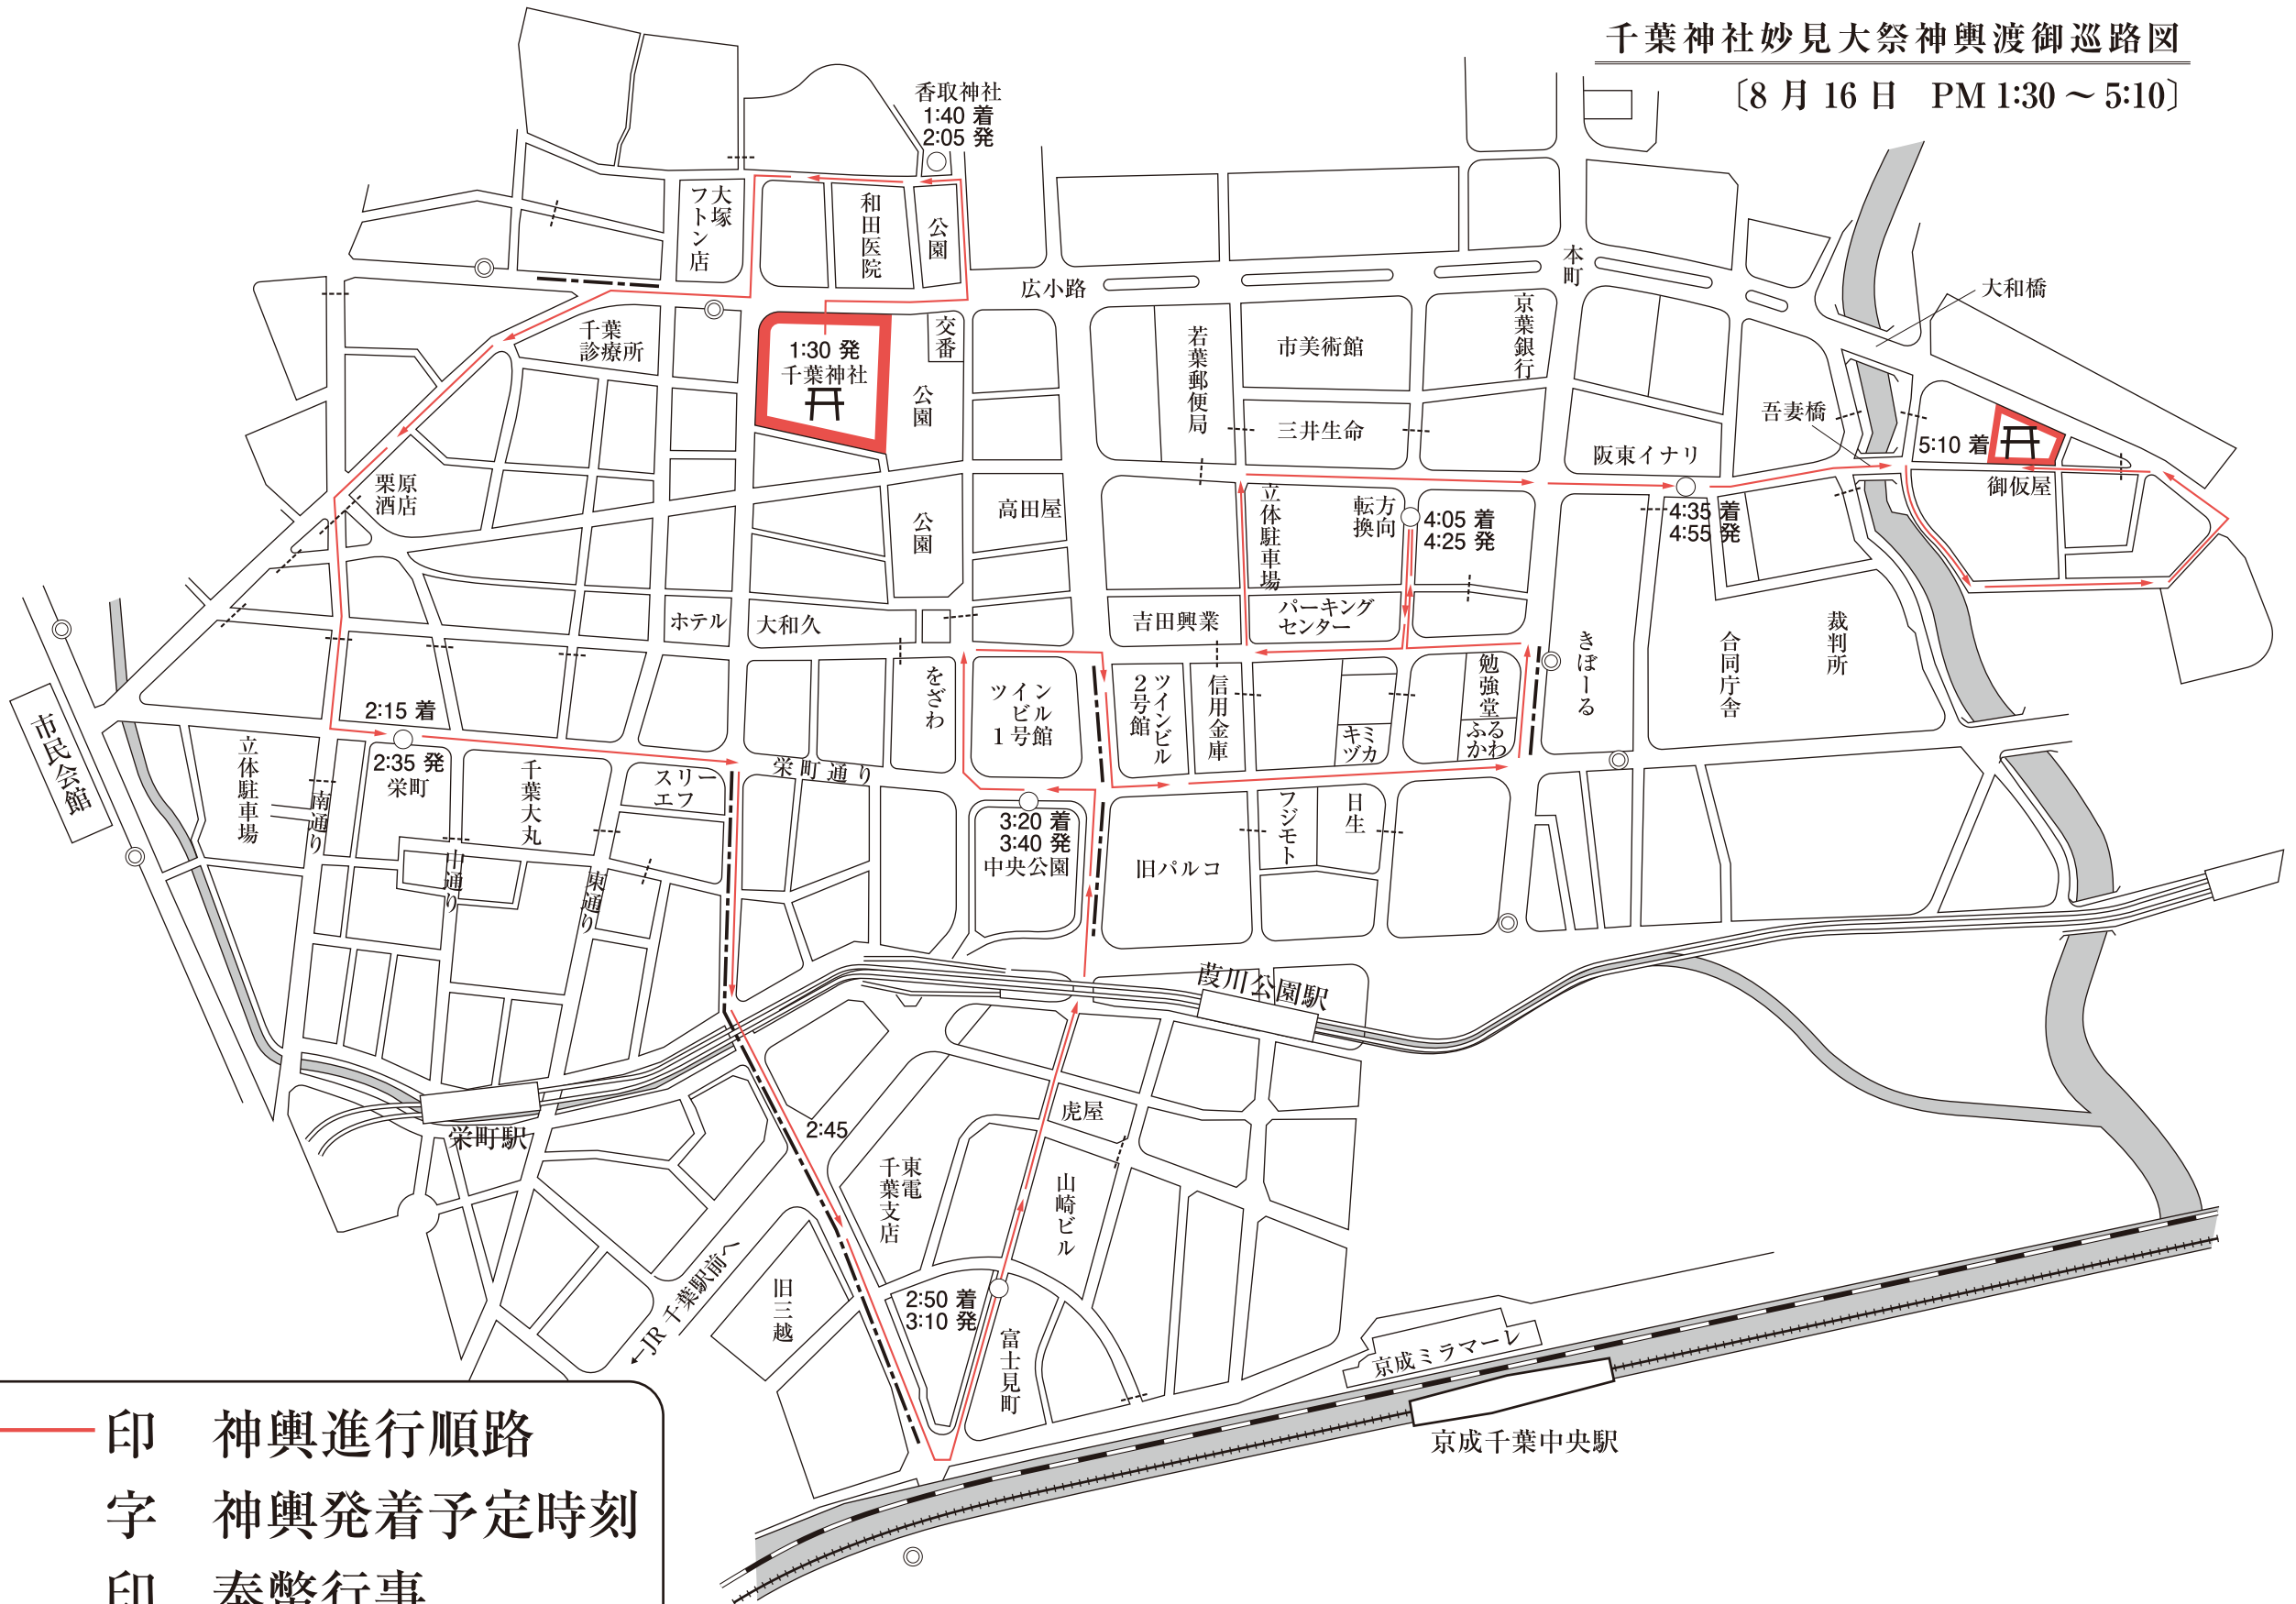 千葉神社妙見大祭神輿渡御巡路図
〔8月16日 PM 1:30～5:10〕
香取神社
1:40 着
2:05 発
大塚
フトン店
和田医院
公園
広小路
本町
大和橋
千葉
診療所
1:30 発
千葉神社
交番
公園
若葉郵便局
市美術館
京葉銀行
三井生命
吾妻橋
5:10 着
御仮屋
阪東イナリ
栗原
酒店
公園
高田屋
立体駐車場
方向
転換
4:05 着
4:25 発
4:35 着
4:55 発
ホテル
大和久
吉田興業
パーキング
センター
きぼーる
合同庁舎
裁判所
市民会館
2:15 着
2:35 発
栄町
をざわ
ツイン
ビル
1号館
ツインビル
2号館
信用金庫
キミ
ヅカ
勉強堂
ふる
かわ
立体駐車場
南通り
千葉大丸
スリー
エフ
栄町通り
中通り
東通り
3:20 着
3:40 発
中央公園
旧パルコ
フジモト
日生
葭川公園駅
栄町駅
2:45
虎屋
東電
千葉支店
山崎ビル
←JR 千葉駅前へ
旧三越
2:50 着
3:10 発
富士見町
京成ミラマーレ
京成千葉中央駅
印 神輿進行順路
字 神輿発着予定時刻
印 奉幣行事